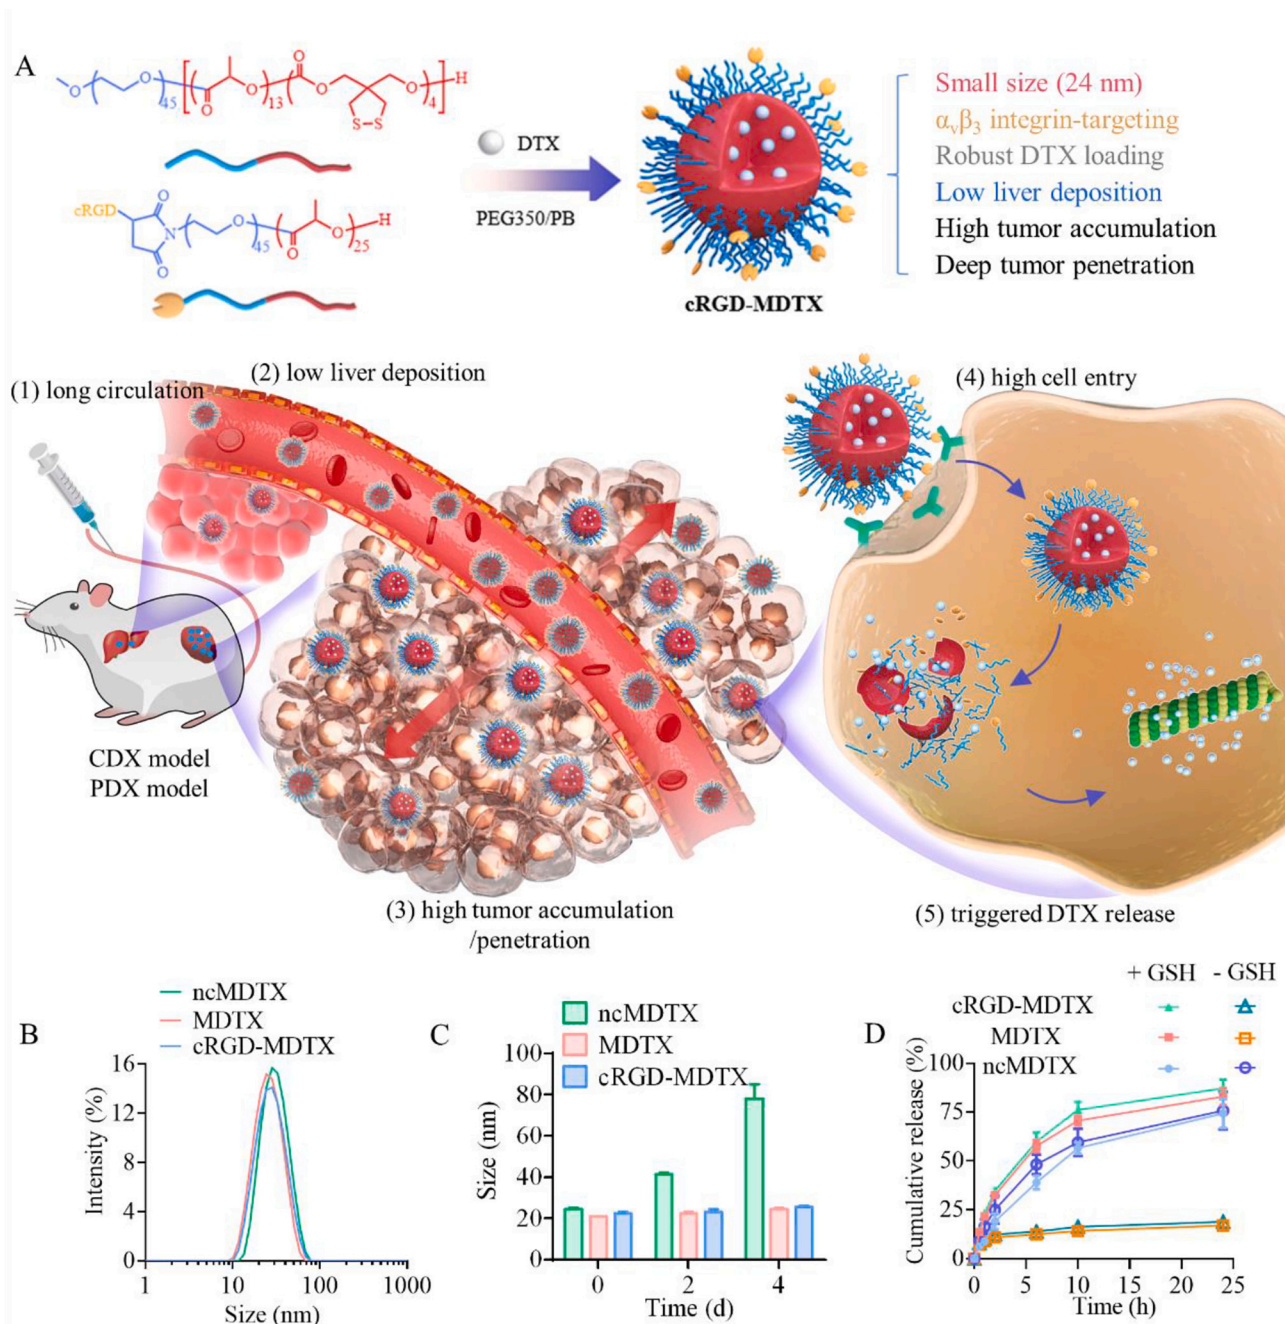 A
O
O
45
O
O
13
O
O
O
O
4
H
S-S
DTX
PEG350/PB
cRGD
O
N
O
O
45
O
O
25
H
cRGD-MDTX
Small size (24 nm)
αvβ3 integrin-targeting
Robust DTX loading
Low liver deposition
High tumor accumulation
Deep tumor penetration
(1) long circulation
(2) low liver deposition
(4) high cell entry
CDX model
PDX model
(3) high tumor accumulation
/penetration
(5) triggered DTX release
B
ncMDTX
MDTX
cRGD-MDTX
Intensity (%)
16
12
8
4
0
1
10
100
1000
Size (nm)
C
ncMDTX
MDTX
cRGD-MDTX
Size (nm)
100
80
60
40
20
0
0
2
4
Time (d)
D
+ GSH - GSH
cRGD-MDTX
MDTX
ncMDTX
Cumulative release (%)
100
75
50
25
0
0
5
10
15
20
25
Time (h)